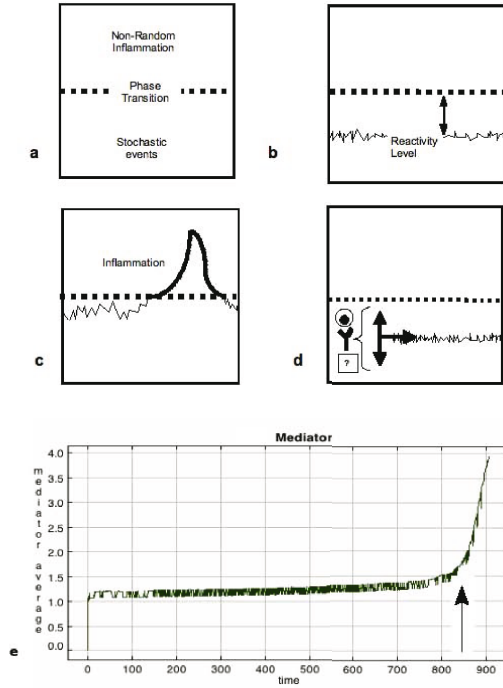 Non-Random
Inflammation
Phase
Transition
Stochastic
events
a
Reactivity
Level
b
Inflammation
c
?
d
Mediator
mediator average
4.0
3.5
3.0
2.5
2.0
1.5
1.0
0.5
0.0
0 100 200 300 400 500 600 700 800 900
time
e